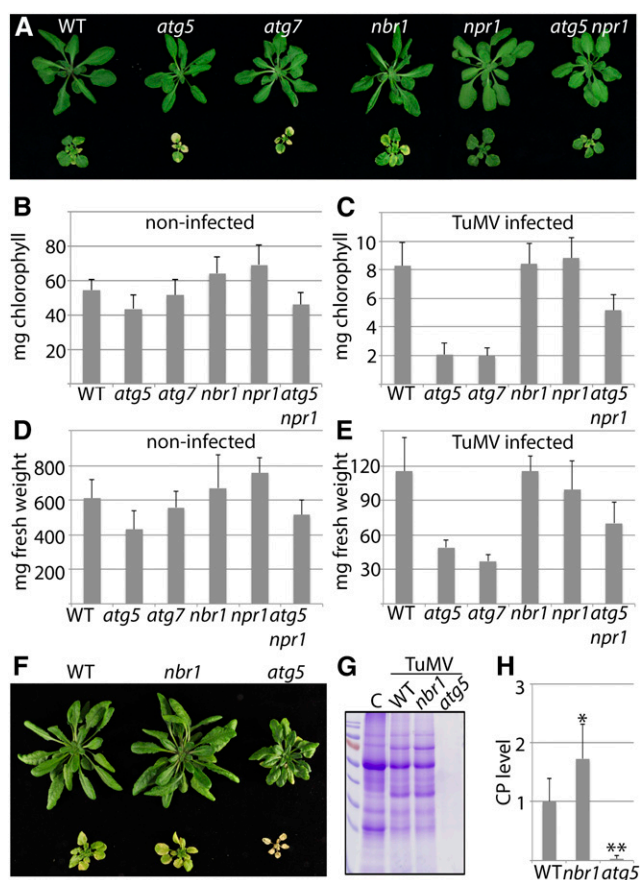 A WT atg5 atg7 nbr1 npr1 atg5 npr1
B
non-infected
mg chlorophyll
80
60
40
20
WT atg5 atg7 nbr1 npr1 atg5 npr1
C
TuMV infected
mg chlorophyll
10
8
6
4
2
WT atg5 atg7 nbr1 npr1 atg5 npr1
D
non-infected
mg fresh weight
800
600
400
200
WT atg5 atg7 nbr1 npr1 atg5 npr1
E
TuMV infected
mg fresh weight
120
90
60
30
WT atg5 atg7 nbr1 npr1 atg5 npr1
F WT nbr1 atg5
G
TuMV
C WT nbr1 atg5
H
CP level
3
2
1
*
**
WT nbr1 atg5